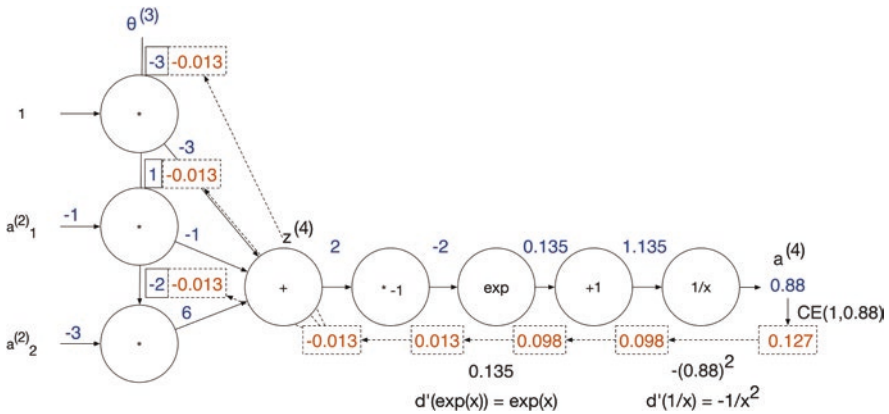 θ(3)
-3 -0.013
1 *
-3
1 -0.013
a(2)1 -1 *
-1
z(4)
-2 -0.013
+ 2 * -1 -2 exp 0.135 +1 1.135 1/x
a(4)
0.88
CE(1,0.88)
a(2)2 -3 *
6
-0.013 0.013 0.098 0.098 0.127
0.135 -(0.88)2
d'(exp(x)) = exp(x) d'(1/x) = -1/x2